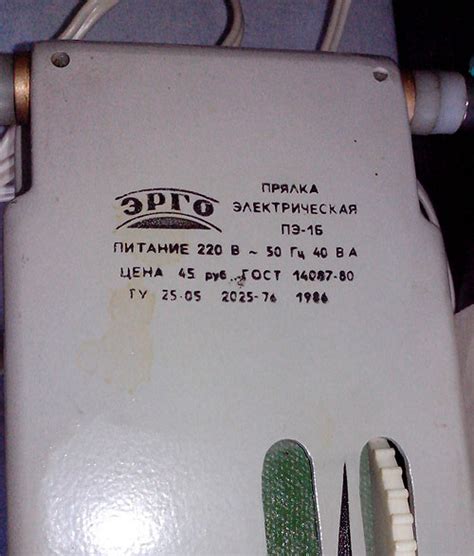 ЭРГО
ПРЯЛКА
ЭЛЕКТРИЧЕСКАЯ
ПЭ-1Б
ПИТАНИЕ 220 В ~ 50 Гц 40 В А
ЦЕНА 45 руб. ГОСТ 14087-80
ТУ 25-05 2025-76 1986